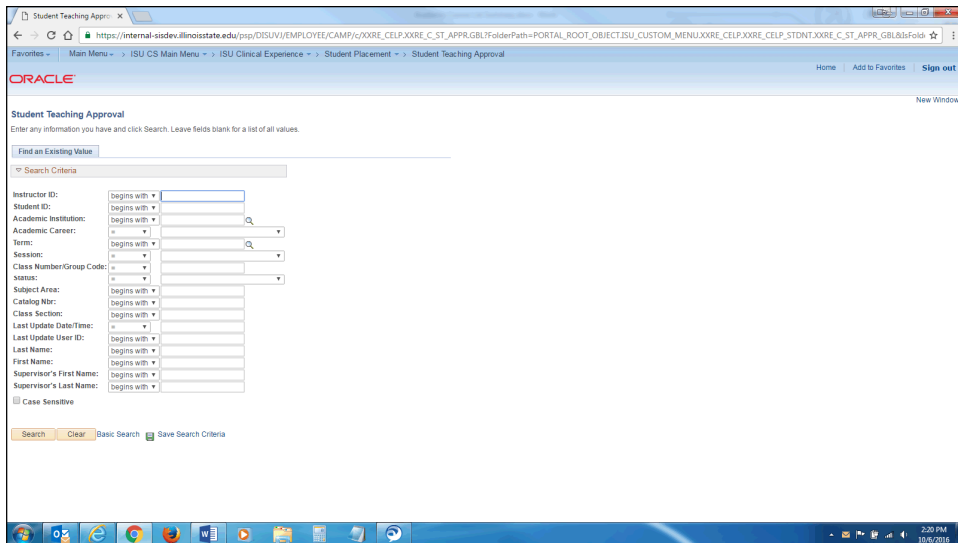 Student Teaching Appro
https://internal-sisdev.illinoisstate.edu/psp/DISUVJ/EMPLOYEE/CAMP/c/XXRE_CELP.XXRE_C_ST_APPR.GBL?FolderPath=PORTAL_ROOT_OBJECT.ISU_CUSTOM_MENU.XXRE_CELP.XXRE_CELP_STDNT.XXRE_C_ST_APPR_GBL&IsFold
Favorites Main Menu > ISU CS Main Menu > ISU Clinical Experience > Student Placement > Student Teaching Approval
Home Add to Favorites Sign out
ORACLE
New Window
Student Teaching Approval
Enter any information you have and click Search. Leave fields blank for a list of all values.
Find an Existing Value
Search Criteria
Instructor ID: begins with
Student ID: begins with
Academic Institution: begins with
Academic Career: =
Term: begins with
Session: =
Class Number/Group Code: =
Status: =
Subject Area: begins with
Catalog Nbr: begins with
Class Section: begins with
Last Update Date/Time: =
Last Update User ID: begins with
Last Name: begins with
First Name: begins with
Supervisor's First Name: begins with
Supervisor's Last Name: begins with
Case Sensitive
Search Clear Basic Search Save Search Criteria
2:20 PM
10/6/2016